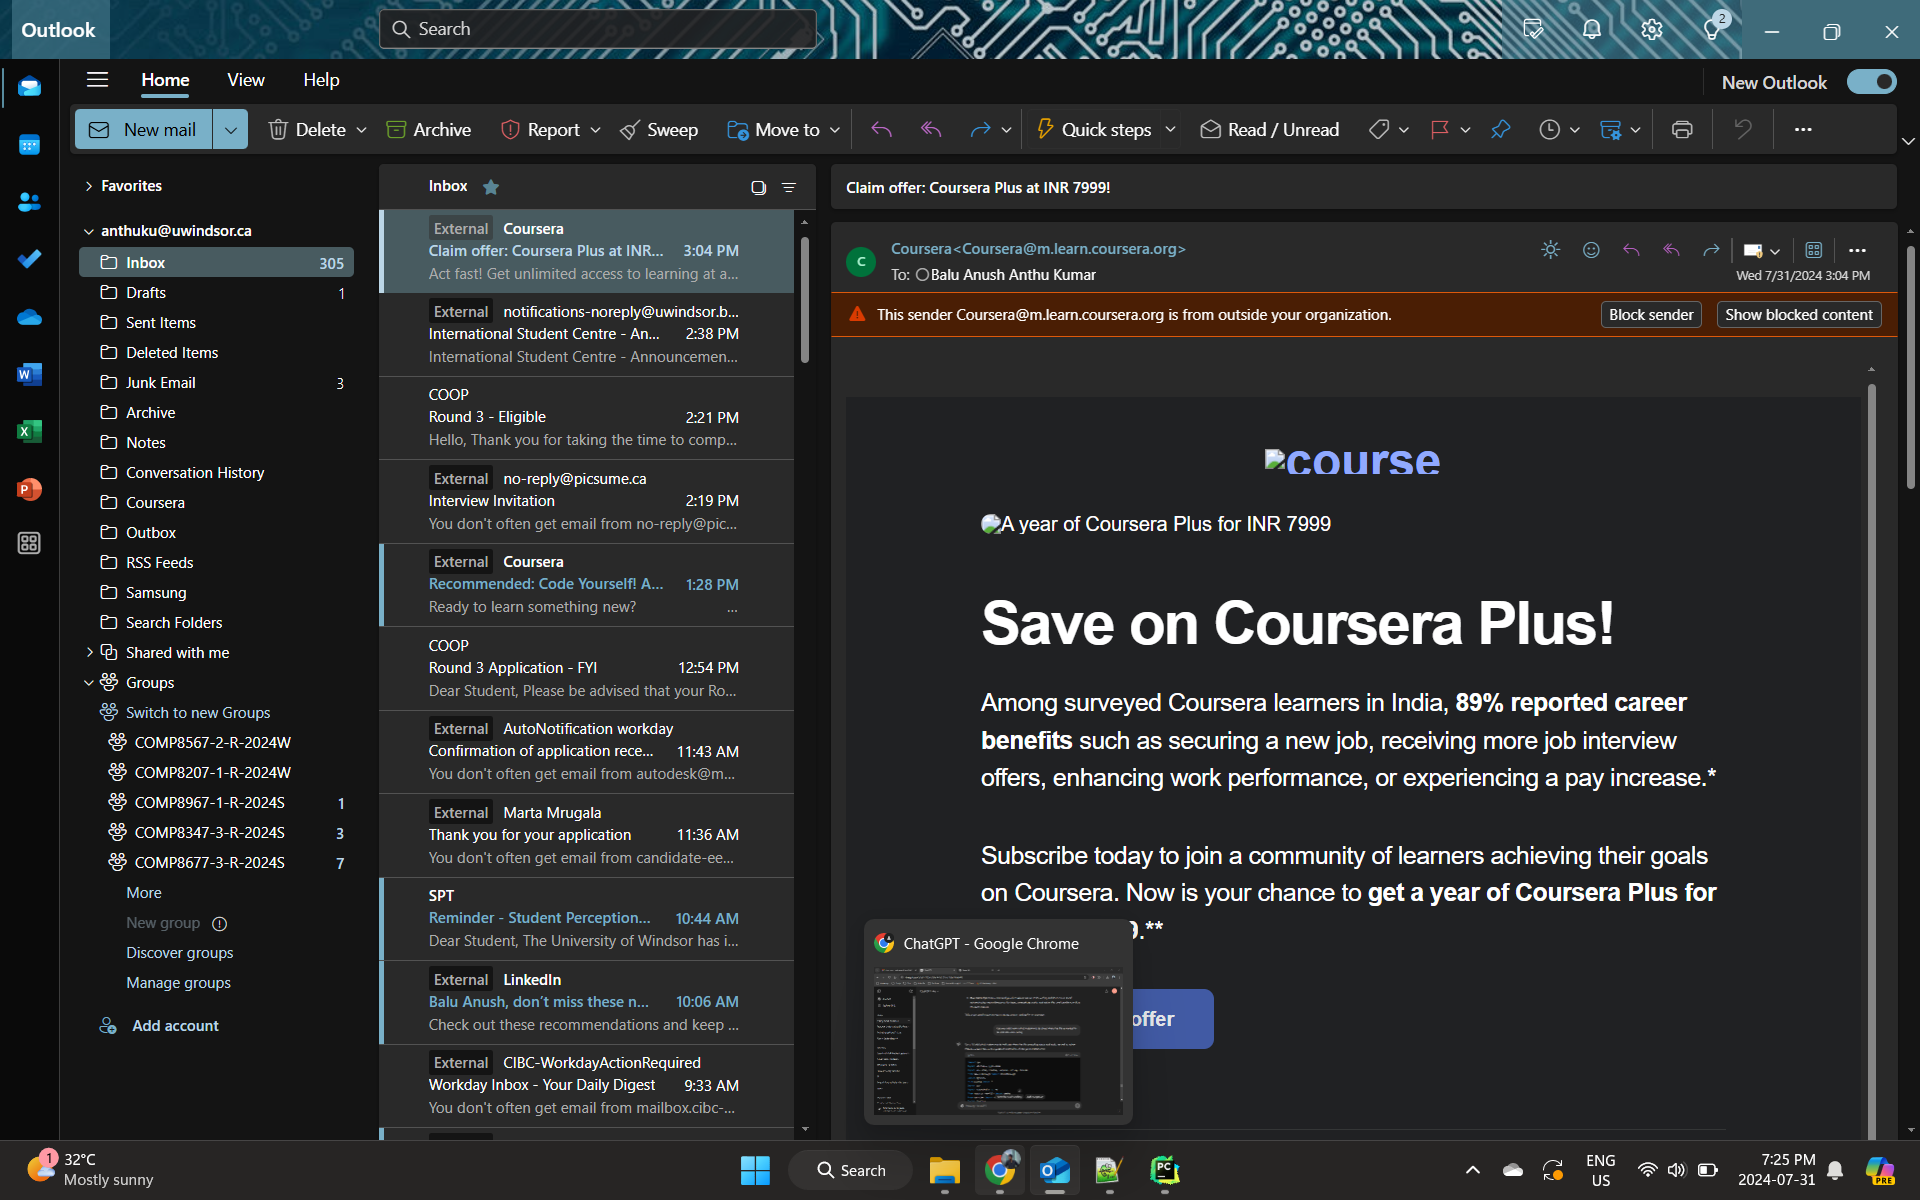 Outlook
Search
2
Home View Help
New Outlook
New mail Delete Archive Report Sweep Move to Quick steps Read / Unread
Favorites
anthuku@uwindsor.ca
Inbox 305
Drafts 1
Sent Items
Deleted Items
Junk Email 3
Archive
Notes
Conversation History
Coursera
Outbox
RSS Feeds
Samsung
Search Folders
Shared with me
Groups
Switch to new Groups
COMP8567-2-R-2024W
COMP8207-1-R-2024W
COMP8967-1-R-2024S 1
COMP8347-3-R-2024S 3
COMP8677-3-R-2024S 7
More
New group
Discover groups
Manage groups
Add account
Inbox
External Coursera
Claim offer: Coursera Plus at INR... 3:04 PM
Act fast! Get unlimited access to learning at a...
External notifications-noreply@uwindsor.b...
International Student Centre - An... 2:38 PM
International Student Centre - Announcemen...
COOP
Round 3 - Eligible 2:21 PM
Hello, Thank you for taking the time to comp...
External no-reply@picsume.ca
Interview Invitation 2:19 PM
You don't often get email from no-reply@pic...
External Coursera
Recommended: Code Yourself! A... 1:28 PM
Ready to learn something new? ...
COOP
Round 3 Application - FYI 12:54 PM
Dear Student, Please be advised that your Ro...
External AutoNotification workday
Confirmation of application rece... 11:43 AM
You don't often get email from autodesk@m...
External Marta Mrugala
Thank you for your application 11:36 AM
You don't often get email from candidate-ee...
SPT
Reminder - Student Perception... 10:44 AM
Dear Student, The University of Windsor has i...
External LinkedIn
Balu Anush, don't miss these n... 10:06 AM
Check out these recommendations and keep ...
External CIBC-WorkdayActionRequired
Workday Inbox - Your Daily Digest 9:33 AM
You don't often get email from mailbox.cibc-...
Claim offer: Coursera Plus at INR 7999!
C
Coursera<Coursera@m.learn.coursera.org>
To: Balu Anush Anthu Kumar
Wed 7/31/2024 3:04 PM
This sender Coursera@m.learn.coursera.org is from outside your organization.
Block sender
Show blocked content
course
A year of Coursera Plus for INR 7999
Save on Coursera Plus!
Among surveyed Coursera learners in India, 89% reported career
benefits such as securing a new job, receiving more job interview
offers, enhancing work performance, or experiencing a pay increase.*
Subscribe today to join a community of learners achieving their goals
on Coursera. Now is your chance to get a year of Coursera Plus for
9.**
offer
ChatGPT - Google Chrome
1
32°C
Mostly sunny
Search
ENG
US
7:25 PM
2024-07-31
PRE